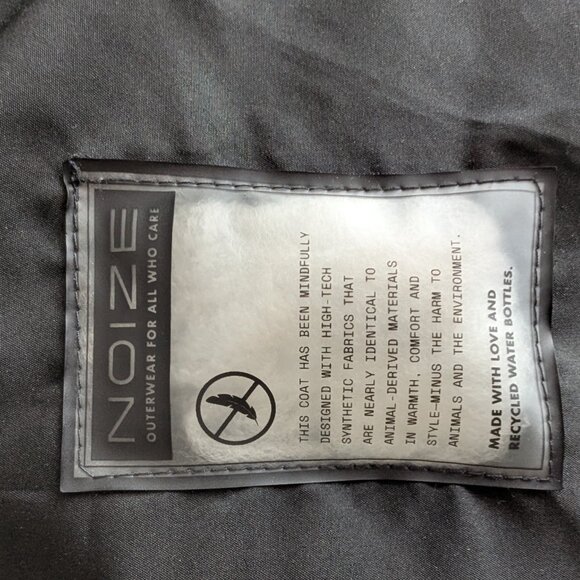 NOIZE
OUTERWEAR FOR ALL WHO CARE
THIS COAT HAS BEEN MINDFULLY
DESIGNED WITH HIGH-TECH
SYNTHETIC FABRICS THAT
ARE NEARLY IDENTICAL TO
ANIMAL-DERIVED MATERIALS
IN WARMTH, COMFORT AND
STYLE-MINUS THE HARM TO
ANIMALS AND THE ENVIRONMENT.
MADE WITH LOVE AND
RECYCLED WATER BOTTLES.